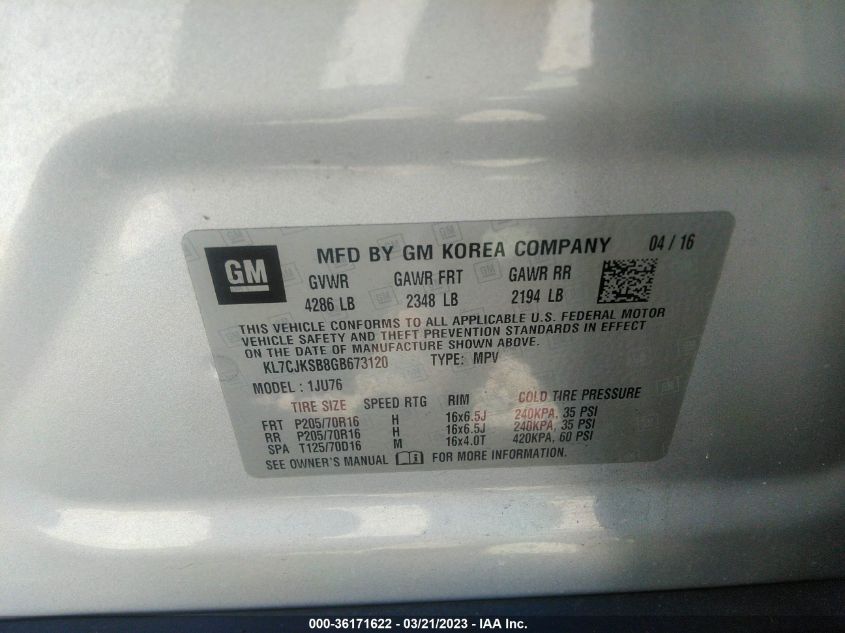 GM
MFD BY GM KOREA COMPANY 04 / 16
GVWR GAWR FRT GAWR RR
4286 LB 2348 LB 2194 LB
THIS VEHICLE CONFORMS TO ALL APPLICABLE U.S. FEDERAL MOTOR
VEHICLE SAFETY AND THEFT PREVENTION STANDARDS IN EFFECT
ON THE DATE OF MANUFACTURE SHOWN ABOVE.
KL7CJKSB8GB673120 TYPE: MPV
MODEL : 1JU76
TIRE SIZE SPEED RTG RIM COLD TIRE PRESSURE
FRT P205/70R16 H 16x6.5J 240KPA, 35 PSI
RR P205/70R16 H 16x6.5J 240KPA, 35 PSI
SPA T125/70D16 M 16x4.0T 420KPA, 60 PSI
SEE OWNER'S MANUAL FOR MORE INFORMATION.
000-36171622 - 03/21/2023 - IAA Inc.